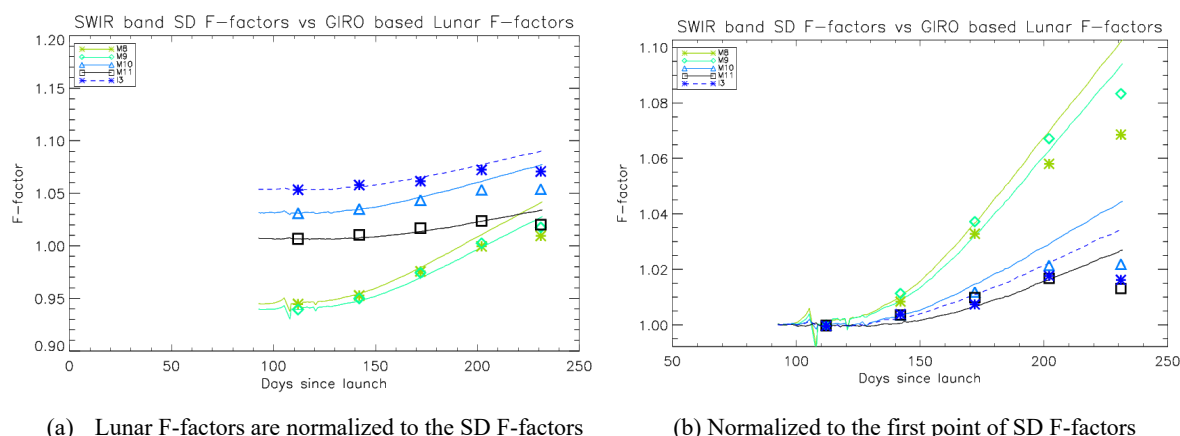 SWIR band SD F-factors vs GIRO based Lunar F-factors
1.20
1.15
1.10
1.05
1.00
0.95
0.90
F-factor
M8
M9
M10
M11
I3
0
50
100
150
200
250
Days since launch
(a) Lunar F-factors are normalized to the SD F-factors
SWIR band SD F-factors vs GIRO based Lunar F-factors
1.10
1.08
1.06
1.04
1.02
1.00
F-factor
M8
M9
M10
M11
I3
50
100
150
200
250
Days since launch
(b) Normalized to the first point of SD F-factors